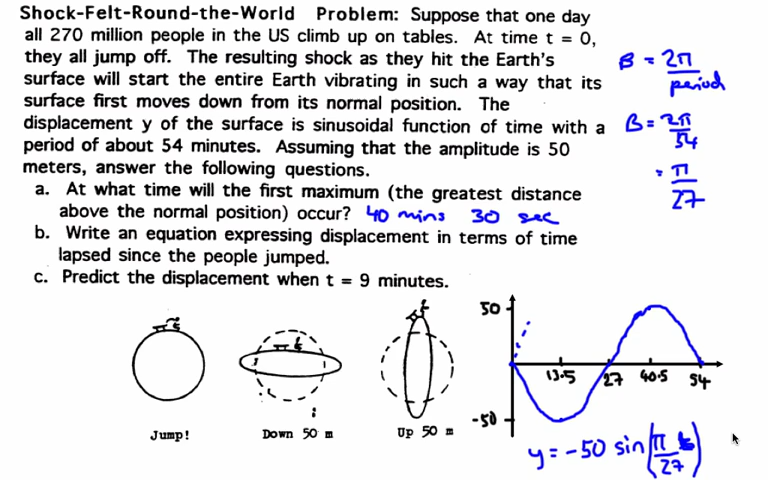 Shock-Felt-Round-the-World Problem: Suppose that one day
all 270 million people in the US climb up on tables. At time t = 0,
they all jump off. The resulting shock as they hit the Earth's
surface will start the entire Earth vibrating in such a way that its
surface first moves down from its normal position. The
displacement y of the surface is sinusoidal function of time with a
period of about 54 minutes. Assuming that the amplitude is 50
meters, answer the following questions.
a. At what time will the first maximum (the greatest distance
above the normal position) occur? 40 mins 30 sec
b. Write an equation expressing displacement in terms of time
lapsed since the people jumped.
c. Predict the displacement when t = 9 minutes.
B = 2π
period
B = 2π
54
= π
27
Jump!
Down 50 m
Up 50 m
50
13.5 27 40.5 54
-50
y = -50 sin(π t)
27